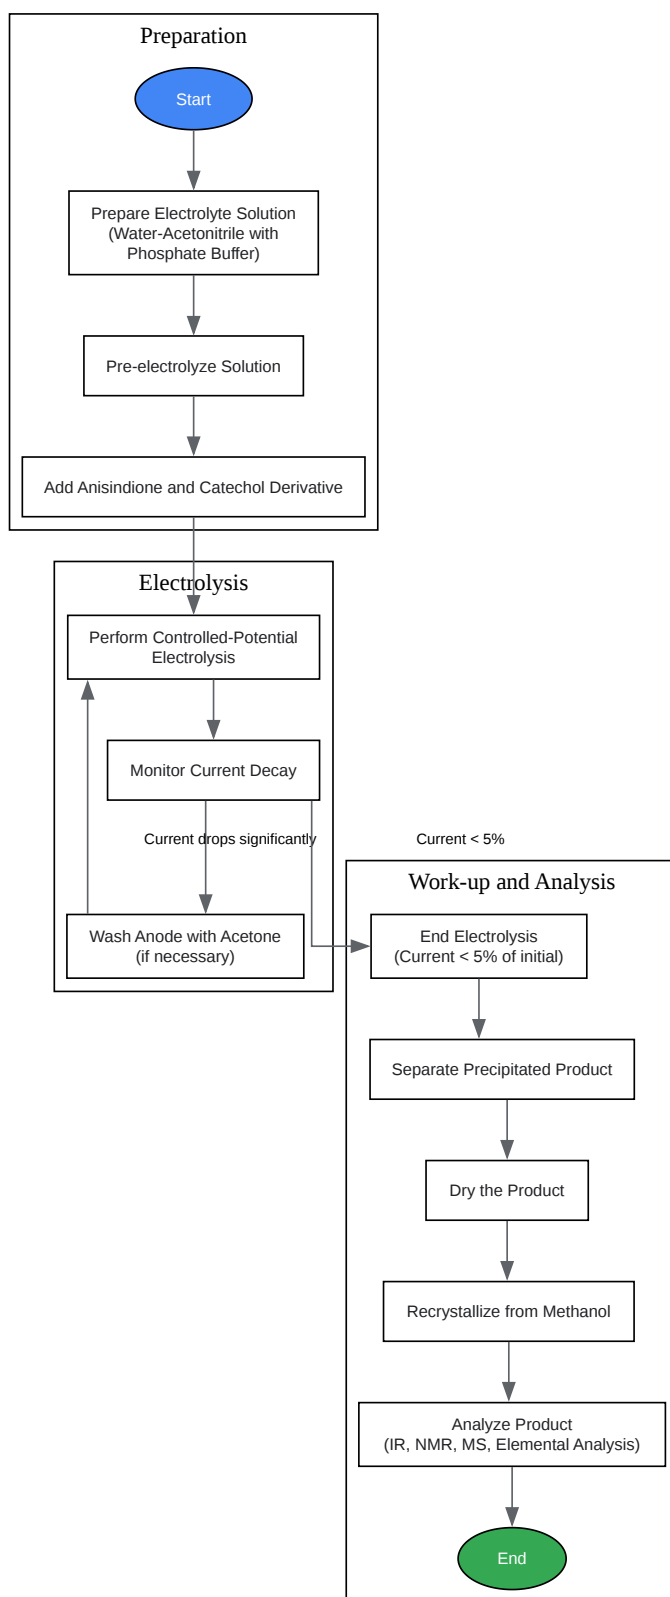 Preparation
Start
Prepare Electrolyte Solution
(Water-Acetonitrile with
Phosphate Buffer)
Pre-electrolyze Solution
Add Anisindione and Catechol Derivative
Electrolysis
Perform Controlled-Potential
Electrolysis
Monitor Current Decay
Current drops significantly
Current < 5%
Wash Anode with Acetone
(if necessary)
Work-up and Analysis
End Electrolysis
(Current < 5% of initial)
Separate Precipitated Product
Dry the Product
Recrystallize from Methanol
Analyze Product
(IR, NMR, MS, Elemental Analysis)
End